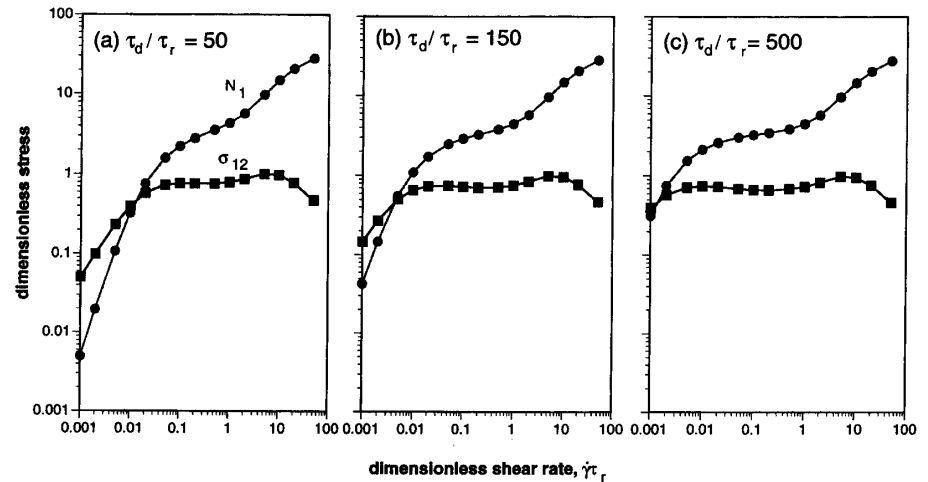 (a) τd / τr = 50
(b) τd / τr = 150
(c) τd / τr = 500
N1
σ12
100
10
1
0.1
0.01
0.001
dimensionless stress
0.001 0.01 0.1 1 10 100
0.001 0.01 0.1 1 10 100
0.001 0.01 0.1 1 10 100
dimensionless shear rate, γ̇τr